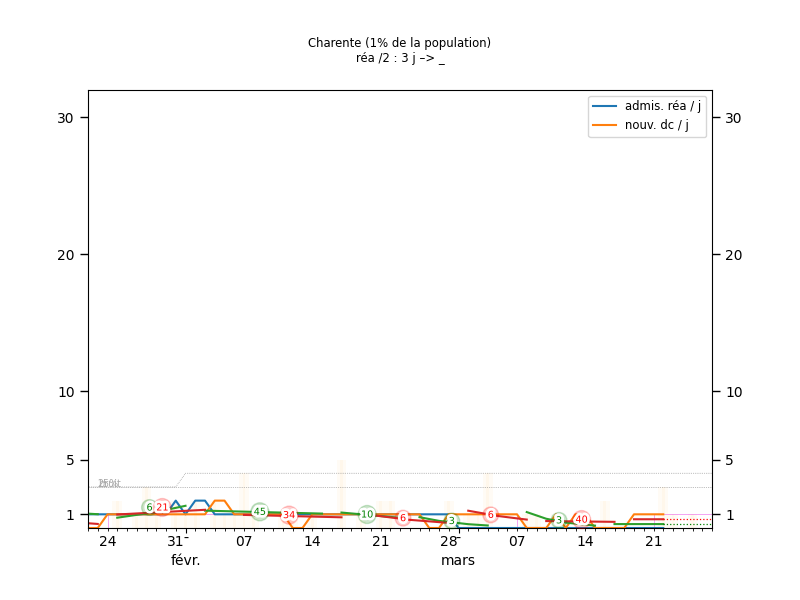 Charente (1% de la population)
réa /2 : 3 j –> _
admis. réa / j
nouv. dc / j
30 30
20 20
10 10
5 5
1 1
6 21 45 34 10 6 3 6 3 40
24 31 07 14 21 28 07 14 21
févr. mars